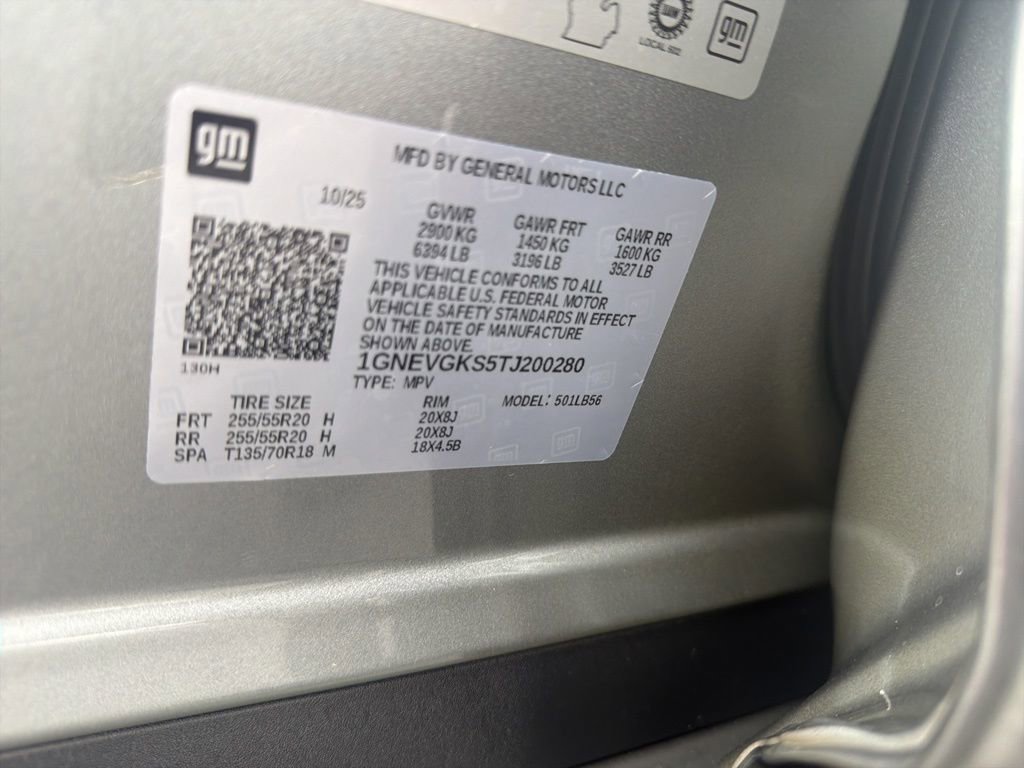 LOCAL 602
gm
gm
MFD BY GENERAL MOTORS LLC
10/25
GVWR GAWR FRT GAWR RR
2900 KG 1450 KG 1600 KG
6394 LB 3196 LB 3527 LB
THIS VEHICLE CONFORMS TO ALL
APPLICABLE U.S. FEDERAL MOTOR
VEHICLE SAFETY STANDARDS IN EFFECT
ON THE DATE OF MANUFACTURE
SHOWN ABOVE.
130H
1GNEVGKS5TJ200280
TYPE: MPV
TIRE SIZE RIM MODEL: 501LB56
FRT 255/55R20 H 20X8J
RR 255/55R20 H 20X8J
SPA T135/70R18 M 18X4.5B